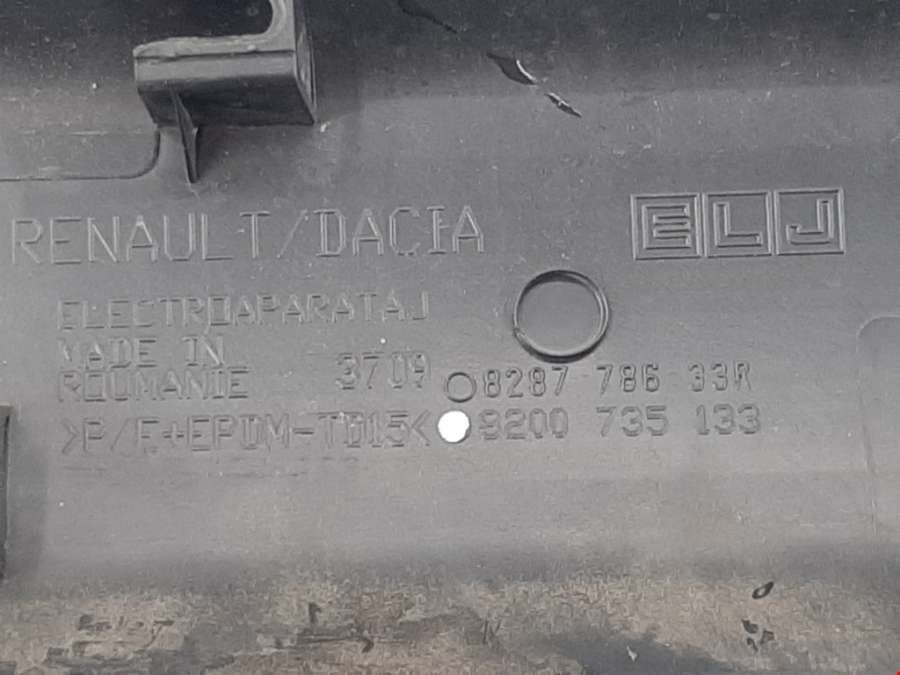 RENAULT/DACIA
ELJ
ELECTROAPARATAJ
MADE IN
ROUMANIE
3709
8287 786 33R
>P/E+EPDM-TD15<
8200 735 133